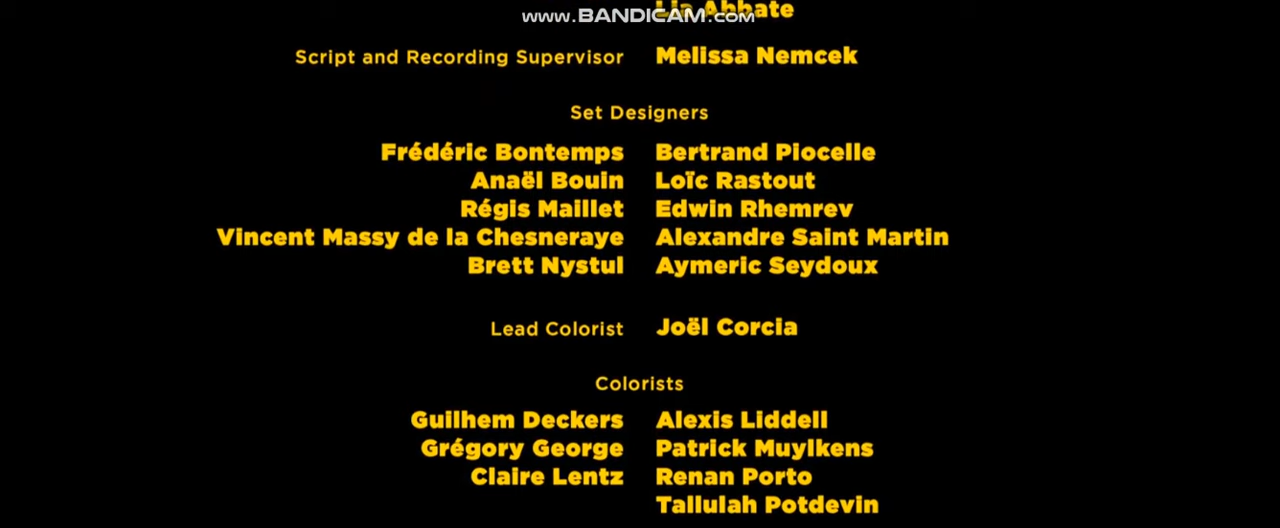 Lia Abbate
www.BANDICAM.com
Script and Recording Supervisor Melissa Nemcek
Set Designers
Frédéric Bontemps Bertrand Piocelle
Anaël Bouin Loïc Rastout
Régis Maillet Edwin Rhemrev
Vincent Massy de la Chesneraye Alexandre Saint Martin
Brett Nystul Aymeric Seydoux
Lead Colorist Joël Corcia
Colorists
Guilhem Deckers Alexis Liddell
Grégory George Patrick Muylkens
Claire Lentz Renan Porto
Tallulah Potdevin